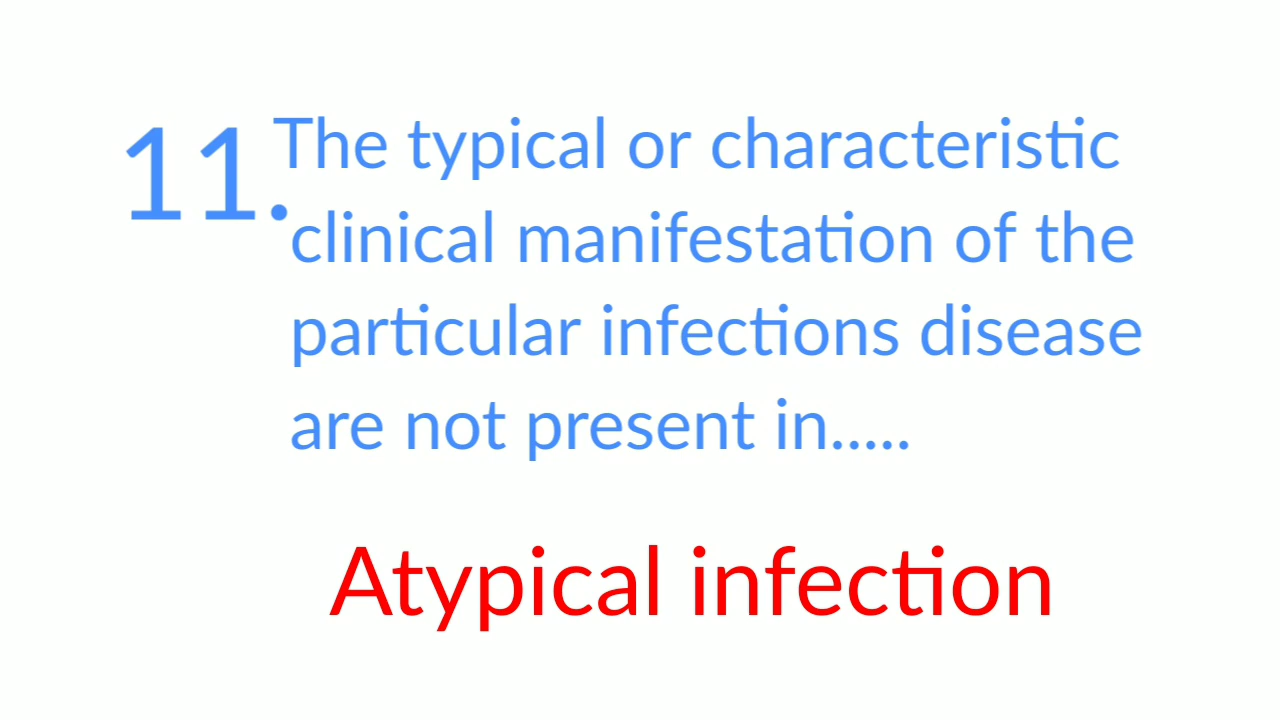 11. The typical or characteristic
clinical manifestation of the
particular infections disease
are not present in.....
Atypical infection